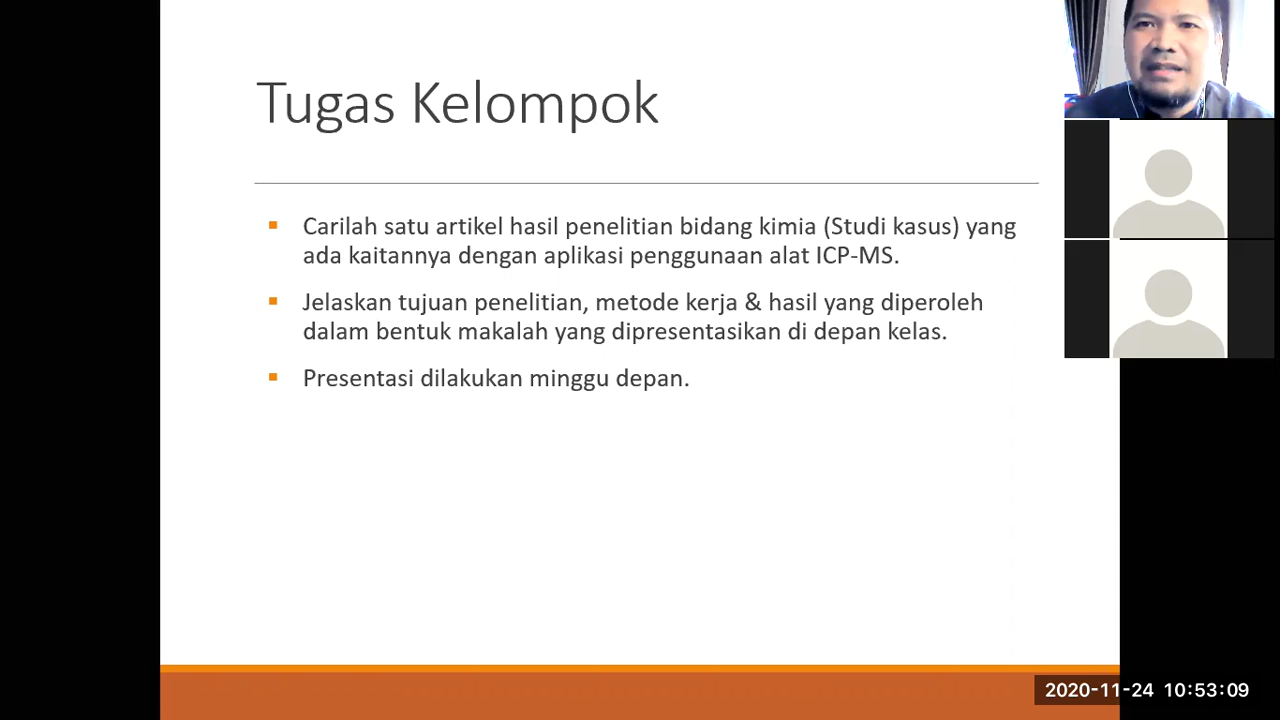 Tugas Kelompok
Carilah satu artikel hasil penelitian bidang kimia (Studi kasus) yang
ada kaitannya dengan aplikasi penggunaan alat ICP-MS.
Jelaskan tujuan penelitian, metode kerja & hasil yang diperoleh
dalam bentuk makalah yang dipresentasikan di depan kelas.
Presentasi dilakukan minggu depan.
2020-11-24 10:53:09